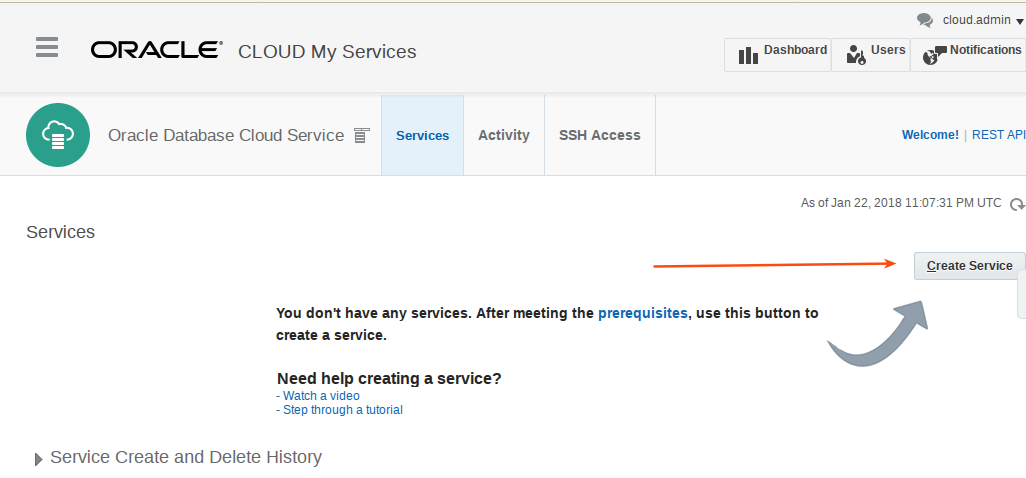 cloud.admin
ORACLE® CLOUD My Services
Dashboard Users Notifications
Oracle Database Cloud Service Services Activity SSH Access Welcome! | REST API
As of Jan 22, 2018 11:07:31 PM UTC
Services
Create Service
You don't have any services. After meeting the prerequisites, use this button to
create a service.
Need help creating a service?
- Watch a video
- Step through a tutorial
Service Create and Delete History